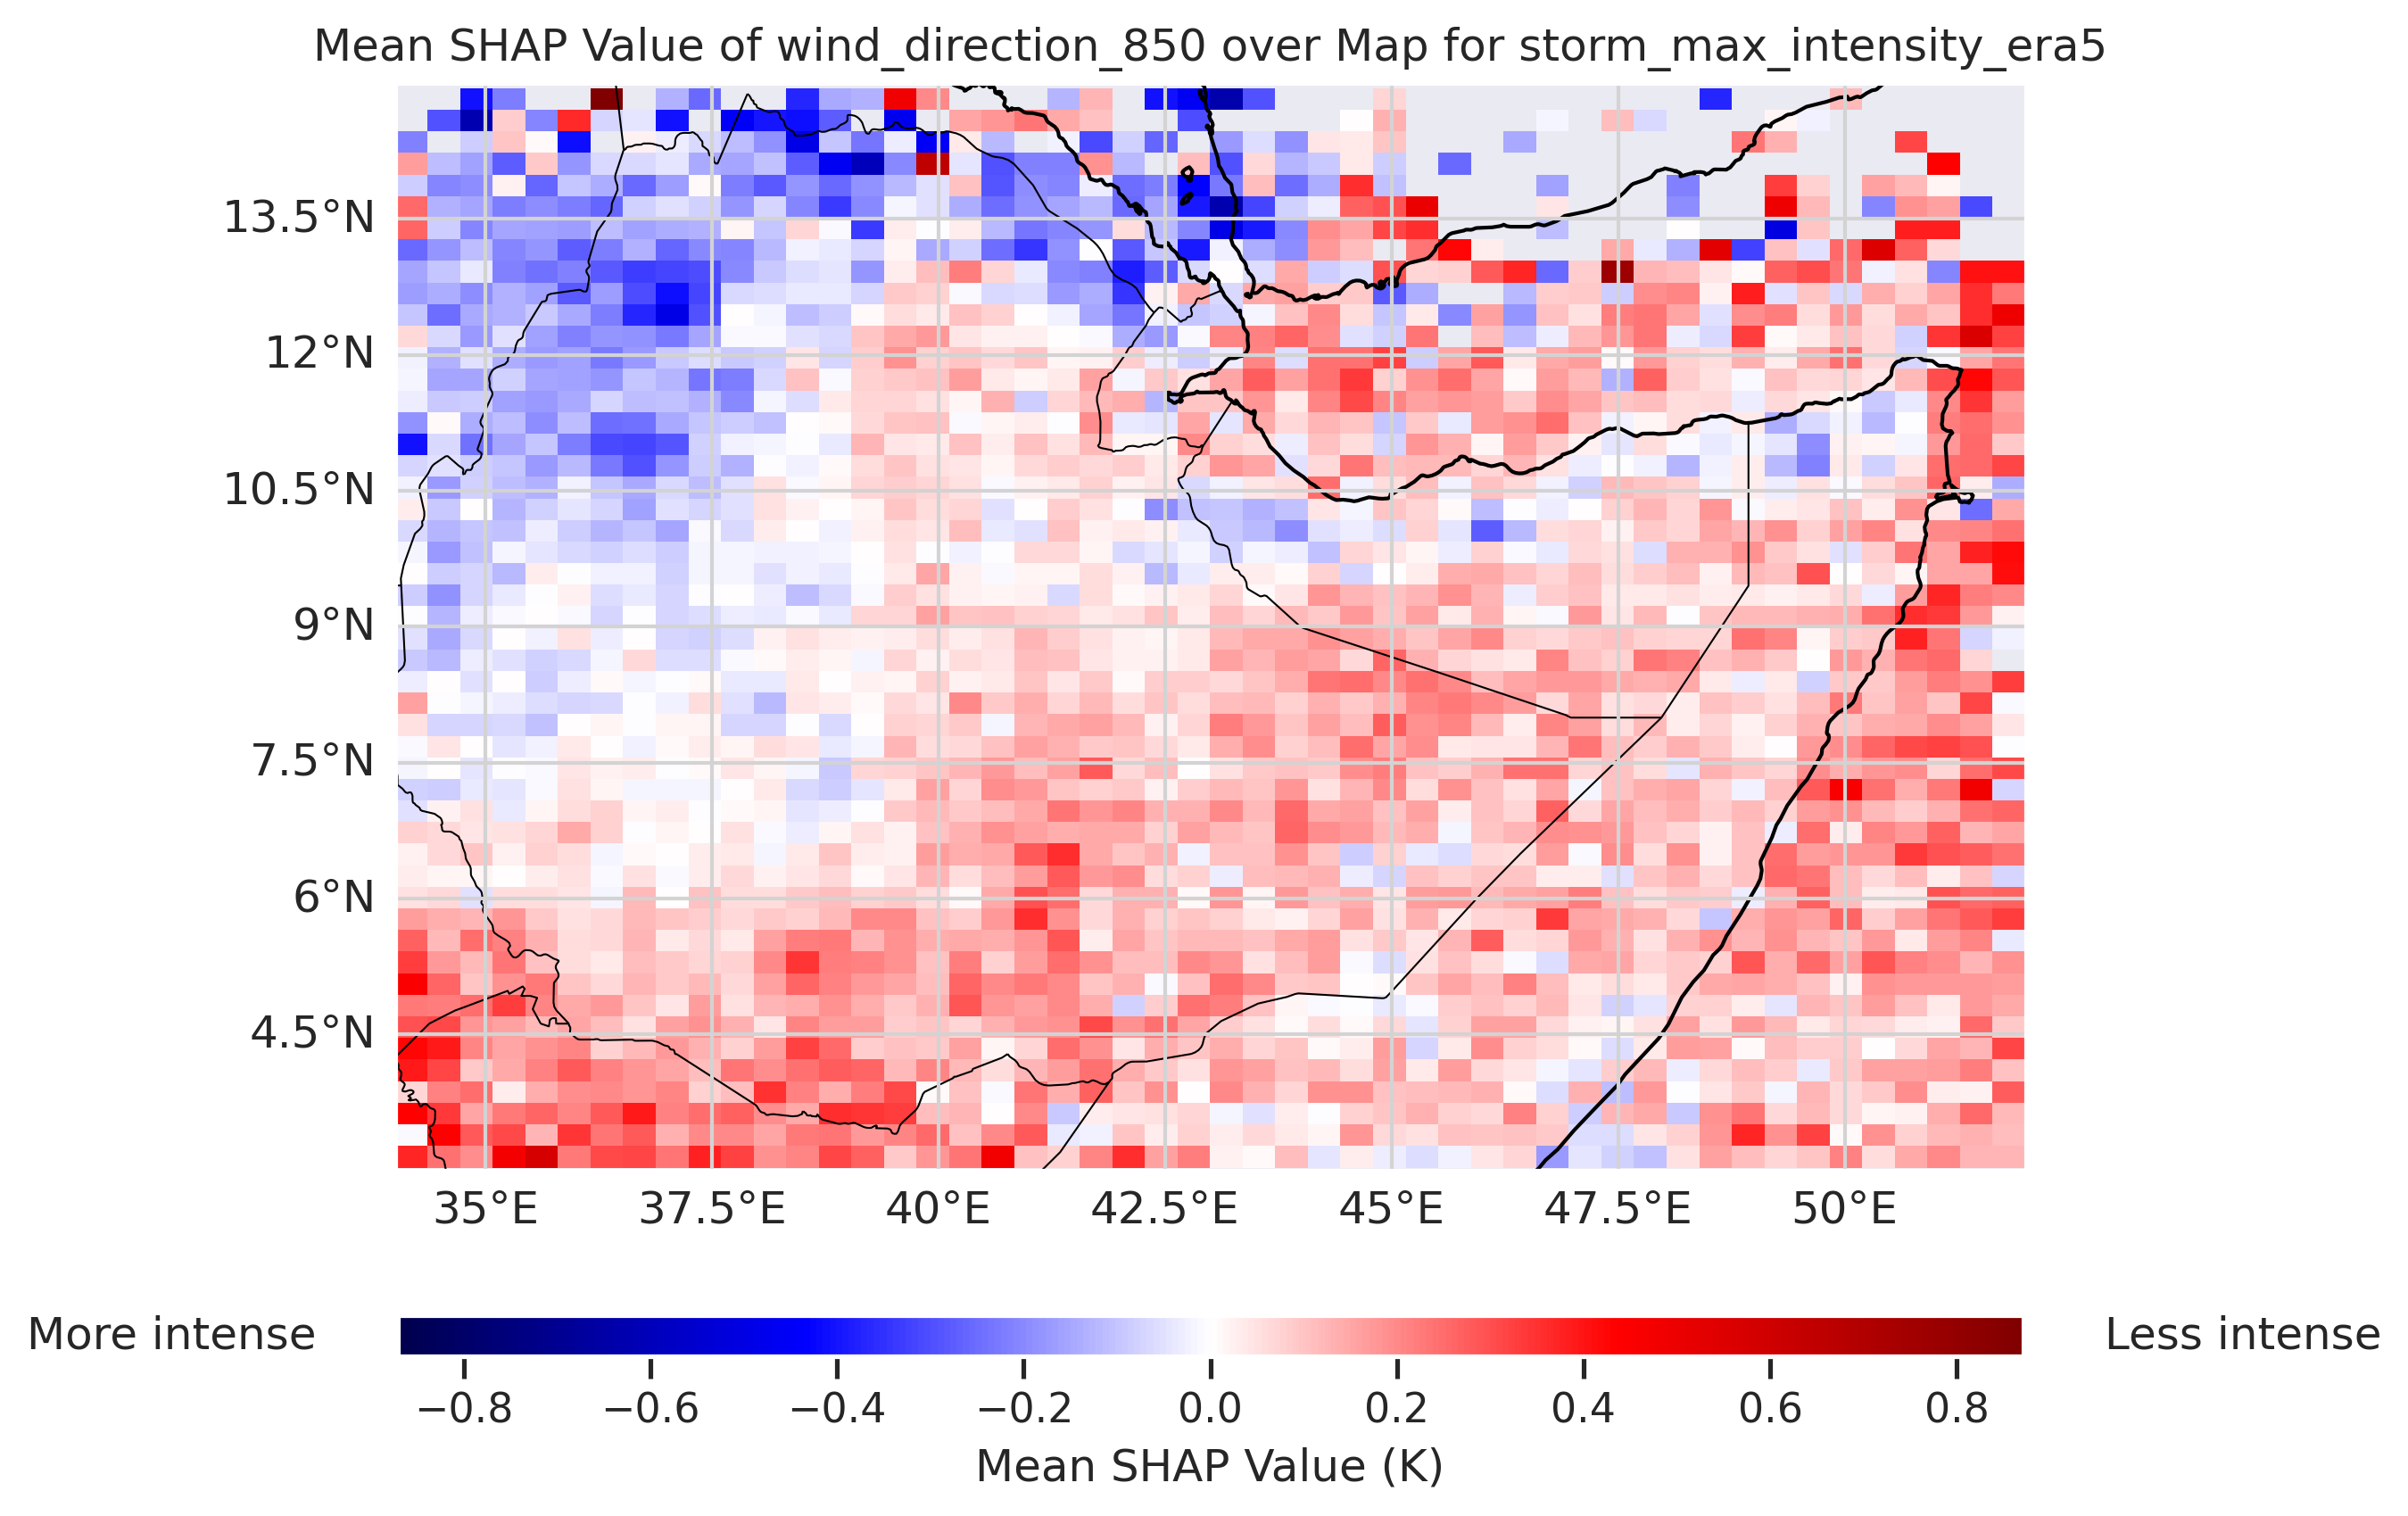 Mean SHAP Value of wind_direction_850 over Map for storm_max_intensity_era5
13.5°N
12°N
10.5°N
9°N
7.5°N
6°N
4.5°N
35°E 37.5°E 40°E 42.5°E 45°E 47.5°E 50°E
More intense Less intense
−0.8 −0.6 −0.4 −0.2 0.0 0.2 0.4 0.6 0.8
Mean SHAP Value (K)